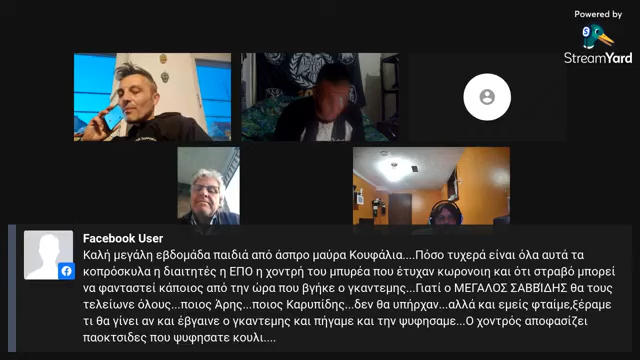 Powered by
StreamYard
Facebook User
Καλή μεγάλη εβδομάδα παιδιά από άσπρο μαύρα Κουφάλια....Πόσο τυχερά είναι όλα αυτά τα
κοπρόσκυλα η διαιτητές η ΕΠΟ η χοντρή του μπυρέα που έτυχαν κωρονοιη και ότι στραβό μπορεί
να φανταστεί κάποιος από την ώρα που βγήκε ο γκαντεμης...Γιατί ο ΜΕΓΑΛΟΣ ΣΑΒΒΊΔΗΣ θα τους
τελείωνε όλους...ποιος Άρης...ποιος Καρυπίδης...δεν θα υπήρχαν...αλλά και εμείς φταίμε,ξέραμε
τι θα γίνει αν και έβγαινε ο γκαντεμης και πήγαμε και την ψυφησαμε...Ο χοντρός αποφασίζει
παοκτσιδες που ψυφησατε κουλι....